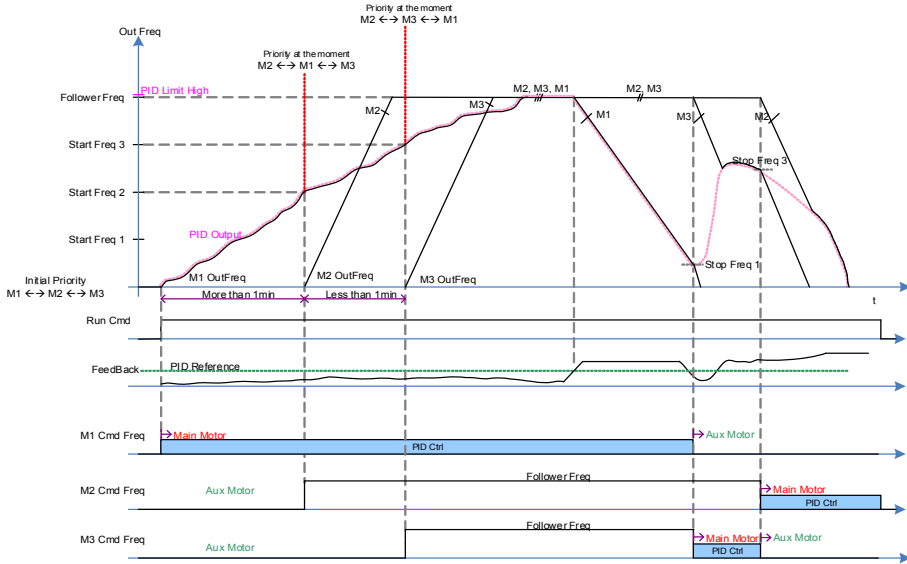 Priority at the moment
M2 ←→ M3 ←→ M1
Out Freq
Priority at the moment
M2 ←→ M1 ←→ M3
PID Limit High
M2, M3, M1
M2, M3
Follower Freq
M2
M3
M1
M3
M2
Start Freq 3
Stop Freq 3
Start Freq 2
PID Output
Start Freq 1
Stop Freq 1
Initial Priority
M1 ←→ M2 ←→ M3
M1 OutFreq
M2 OutFreq
M3 OutFreq
More than 1min
Less than 1min
t
Run Cmd
PID Reference
FeedBack
M1 Cmd Freq
Main Motor
Aux Motor
PID Ctrl
Follower Freq
M2 Cmd Freq
Aux Motor
Main Motor
PID Ctrl
Follower Freq
M3 Cmd Freq
Aux Motor
Main Motor
Aux Motor
PID Ctrl